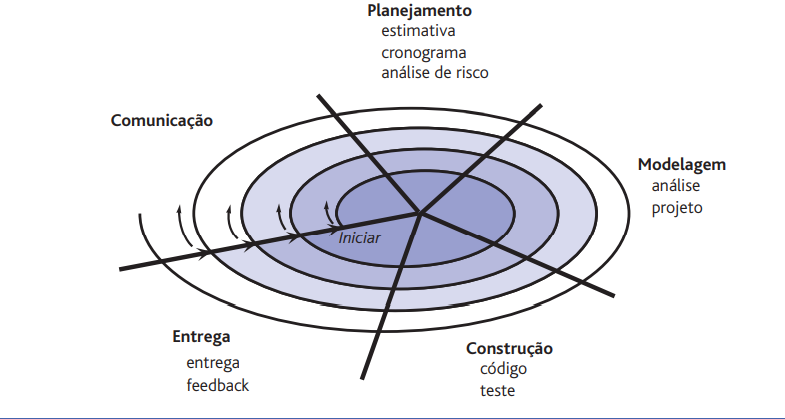 Planejamento
estimativa
cronograma
análise de risco
Comunicação
Modelagem
análise
projeto
Iniciar
Entrega
entrega
feedback
Construção
código
teste